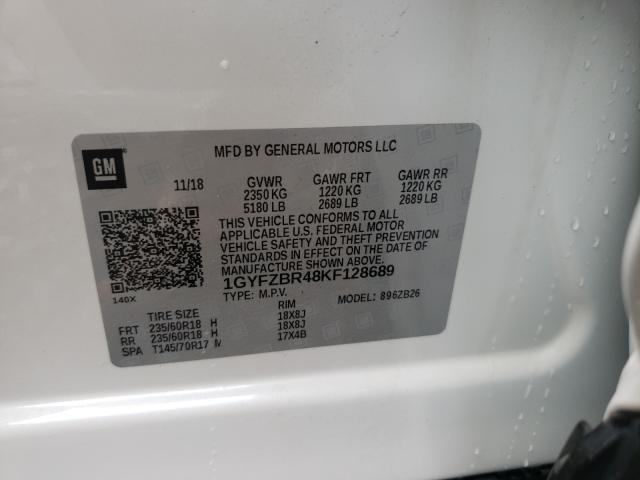 MFD BY GENERAL MOTORS LLC
GM
11/18 GVWR GAWR FRT GAWR RR
2350 KG 1220 KG 1220 KG
5180 LB 2689 LB 2689 LB
THIS VEHICLE CONFORMS TO ALL
APPLICABLE U.S. FEDERAL MOTOR
VEHICLE SAFETY AND THEFT PREVENTION
STANDARDS IN EFFECT ON THE DATE OF
MANUFACTURE SHOWN ABOVE.
1GYFZBR48KF128689
140X
TYPE: M.P.V. MODEL: 896ZB26
TIRE SIZE RIM
FRT 235/60R18 H 18X8J
RR 235/60R18 H 18X8J
SPA T145/70R17 M 17X4B